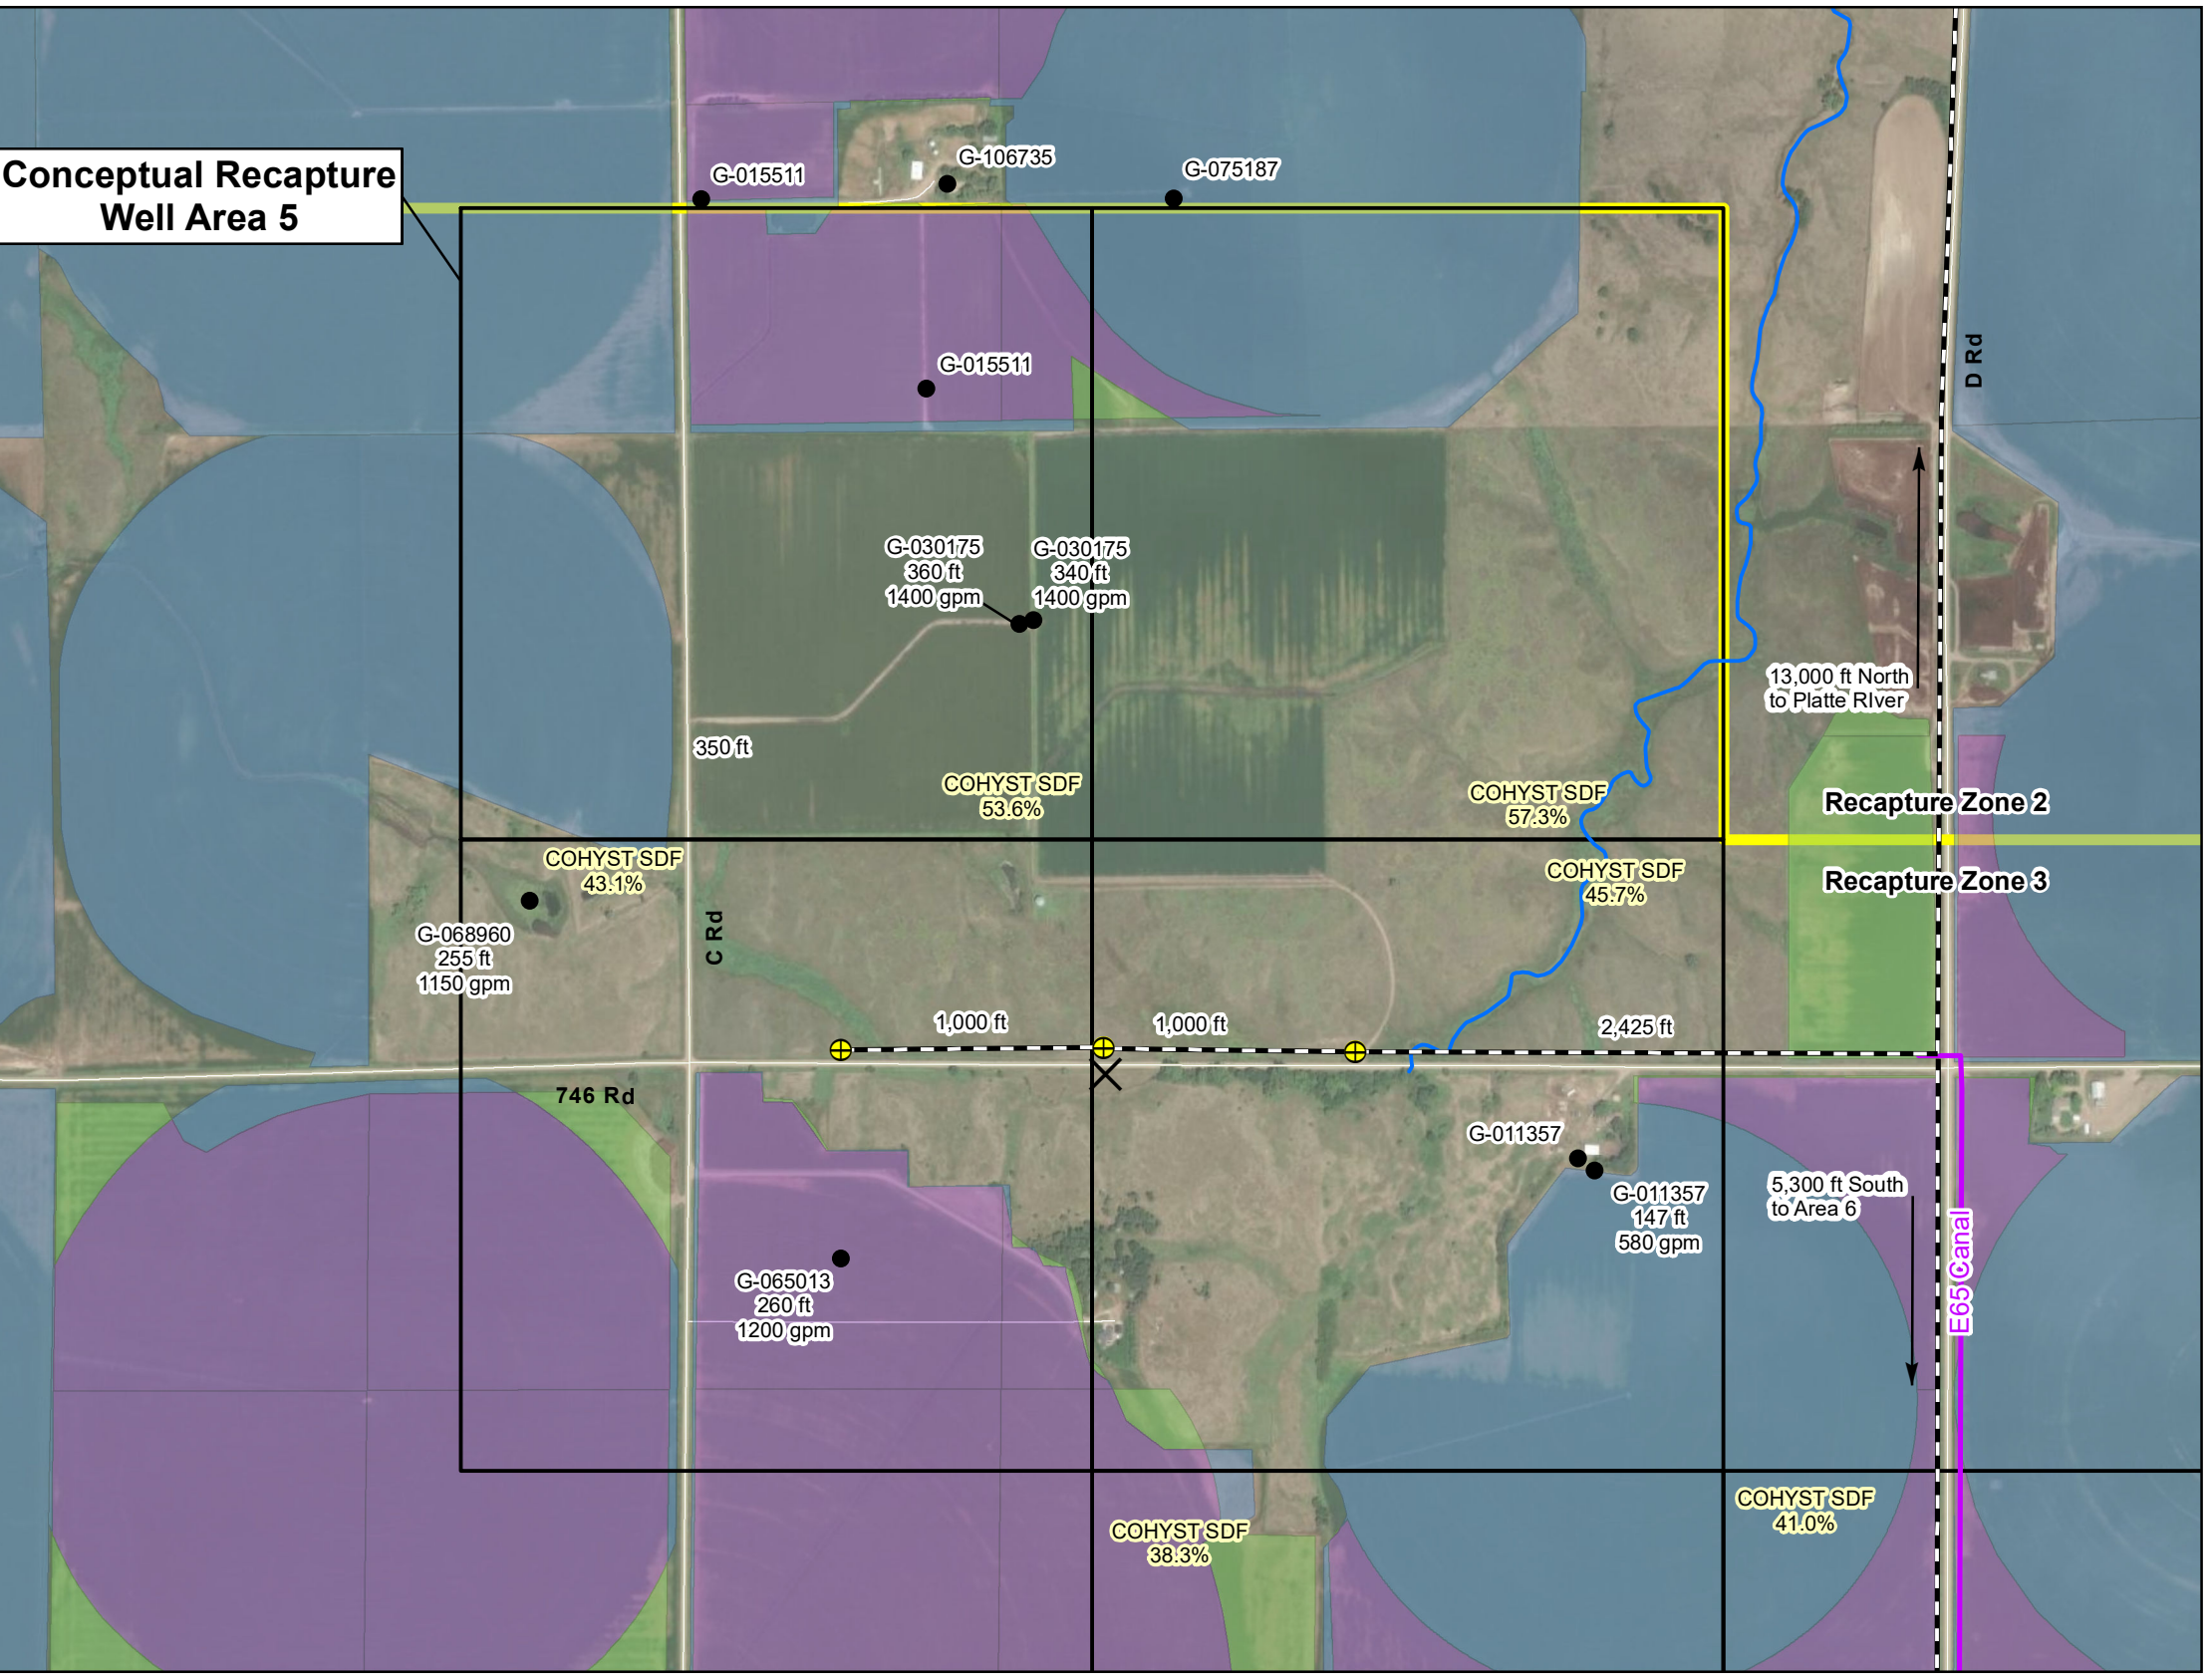 Conceptual Recapture
Well Area 5
G-015511
G-106735
G-075187
G-015511
D Rd
G-030175
360 ft
1400 gpm
G-030175
340 ft
1400 gpm
13,000 ft North
to Platte RIver
350 ft
COHYST SDF
53.6%
COHYST SDF
57.3%
Recapture Zone 2
COHYST SDF
43.1%
COHYST SDF
45.7%
Recapture Zone 3
G-068960
255 ft
1150 gpm
C Rd
1,000 ft
1,000 ft
2,425 ft
746 Rd
G-011357
G-011357
147 ft
580 gpm
5,300 ft South
to Area 6
E65 Canal
G-065013
260 ft
1200 gpm
COHYST SDF
41.0%
COHYST SDF
38.3%